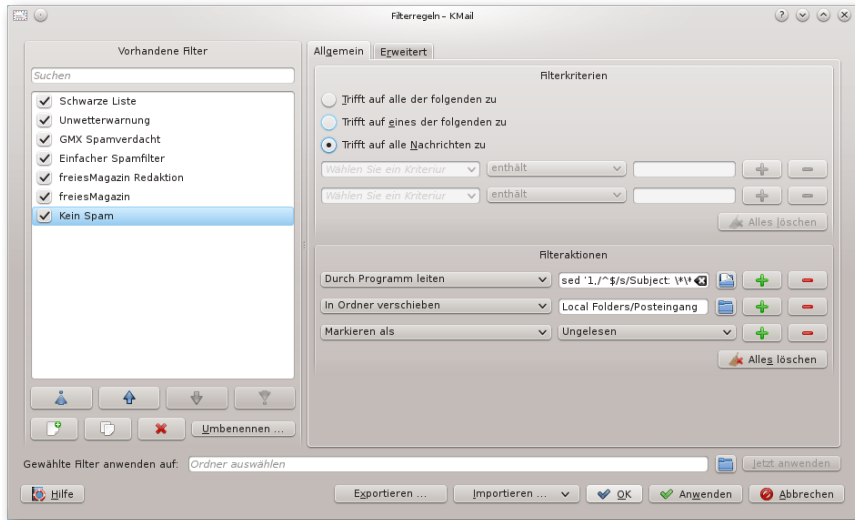 Filterregeln – KMail
Vorhandene Filter
Suchen
Schwarze Liste
Unwetterwarnung
GMX Spamverdacht
Einfacher Spamfilter
freiesMagazin Redaktion
freiesMagazin
Kein Spam
Umbenennen ...
Allgemein Erweitert
Filterkriterien
Trifft auf alle der folgenden zu
Trifft auf eines der folgenden zu
Trifft auf alle Nachrichten zu
Wählen Sie ein Kriteriur enthält
Wählen Sie ein Kriteriur enthält
Alles löschen
Filteraktionen
Durch Programm leiten sed '1,/^$/s/Subject: \*\*
In Ordner verschieben Local Folders/Posteingang
Markieren als Ungelesen
Alles löschen
Gewählte Filter anwenden auf: Ordner auswählen Jetzt anwenden
Hilfe Exportieren ... Importieren ... OK Anwenden Abbrechen